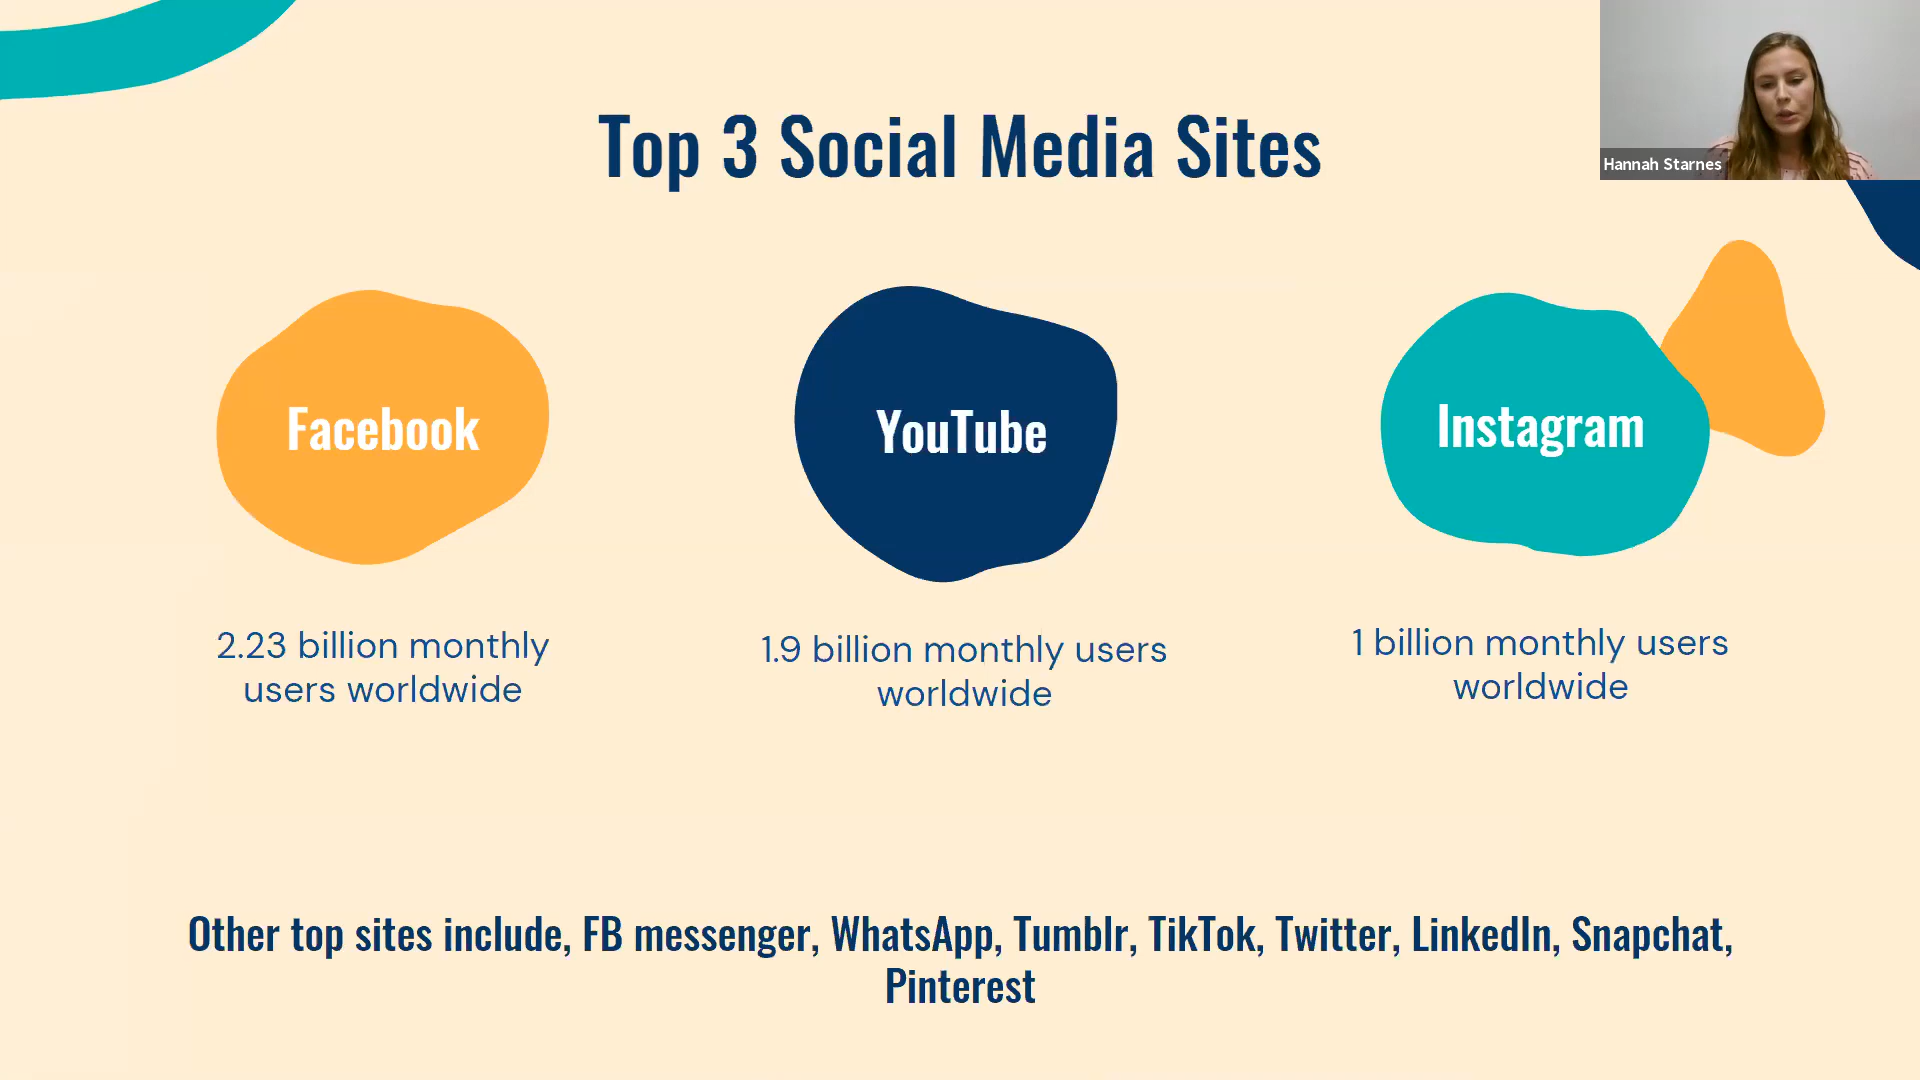 Top 3 Social Media Sites
Hannah Starnes
Facebook
YouTube
Instagram
2.23 billion monthly
users worldwide
1.9 billion monthly users
worldwide
1 billion monthly users
worldwide
Other top sites include, FB messenger, WhatsApp, Tumblr, TikTok, Twitter, LinkedIn, Snapchat,
Pinterest